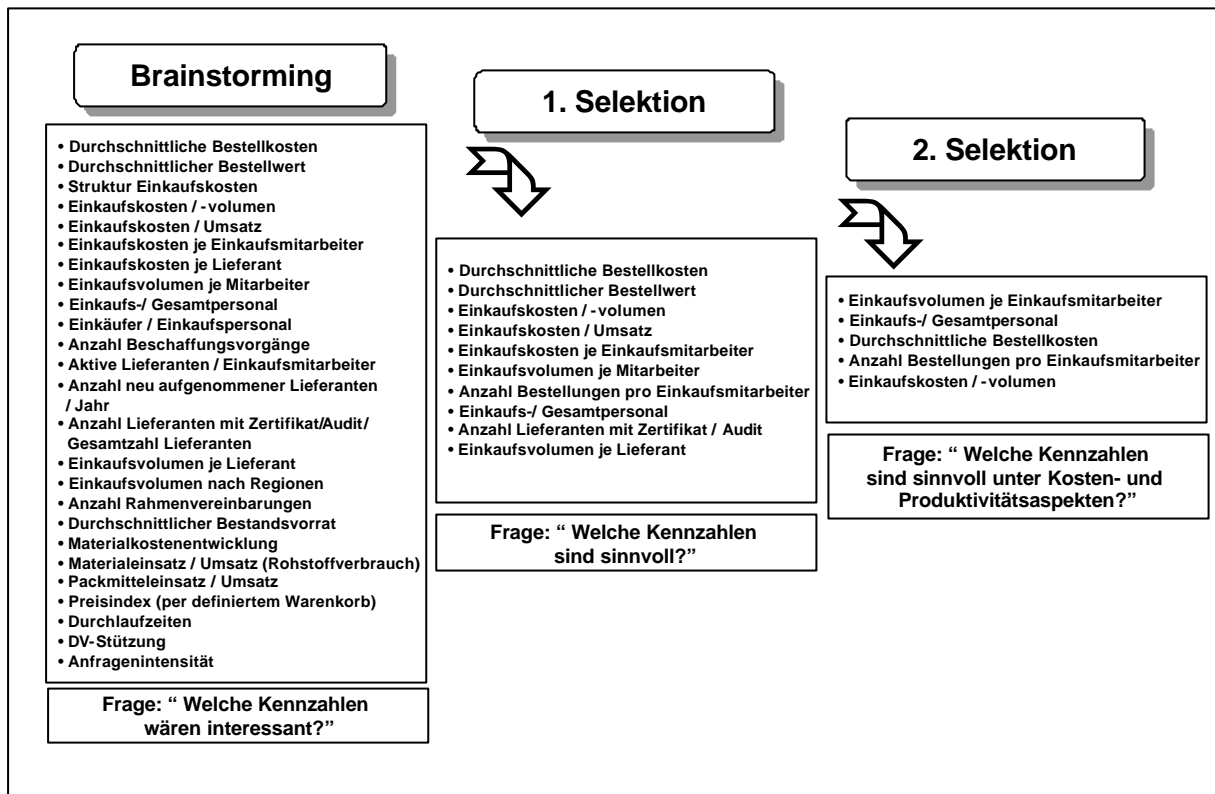 Brainstorming
• Durchschnittliche Bestellkosten
• Durchschnittlicher Bestellwert
• Struktur Einkaufskosten
• Einkaufskosten / -volumen
• Einkaufskosten / Umsatz
• Einkaufskosten je Einkaufsmitarbeiter
• Einkaufskosten je Lieferant
• Einkaufsvolumen je Mitarbeiter
• Einkaufs-/ Gesamtpersonal
• Einkäufer / Einkaufspersonal
• Anzahl Beschaffungsvorgänge
• Aktive Lieferanten / Einkaufsmitarbeiter
• Anzahl neu aufgenommener Lieferanten
/ Jahr
• Anzahl Lieferanten mit Zertifikat/Audit/
Gesamtzahl Lieferanten
• Einkaufsvolumen je Lieferant
• Einkaufsvolumen nach Regionen
• Anzahl Rahmenvereinbarungen
• Durchschnittlicher Bestandsvorrat
• Materialkostenentwicklung
• Materialeinsatz / Umsatz (Rohstoffverbrauch)
• Packmitteleinsatz / Umsatz
• Preisindex (per definiertem Warenkorb)
• Durchlaufzeiten
• DV-Stützung
• Anfragenintensität
Frage: “ Welche Kennzahlen
wären interessant?”
1. Selektion
• Durchschnittliche Bestellkosten
• Durchschnittlicher Bestellwert
• Einkaufskosten / -volumen
• Einkaufskosten / Umsatz
• Einkaufskosten je Einkaufsmitarbeiter
• Einkaufsvolumen je Mitarbeiter
• Anzahl Bestellungen pro Einkaufsmitarbeiter
• Einkaufs-/ Gesamtpersonal
• Anzahl Lieferanten mit Zertifikat / Audit
• Einkaufsvolumen je Lieferant
Frage: “ Welche Kennzahlen
sind sinnvoll?”
2. Selektion
• Einkaufsvolumen je Einkaufsmitarbeiter
• Einkaufs-/ Gesamtpersonal
• Durchschnittliche Bestellkosten
• Anzahl Bestellungen pro Einkaufsmitarbeiter
• Einkaufskosten / -volumen
Frage: “ Welche Kennzahlen
sind sinnvoll unter Kosten- und
Produktivitätsaspekten?”